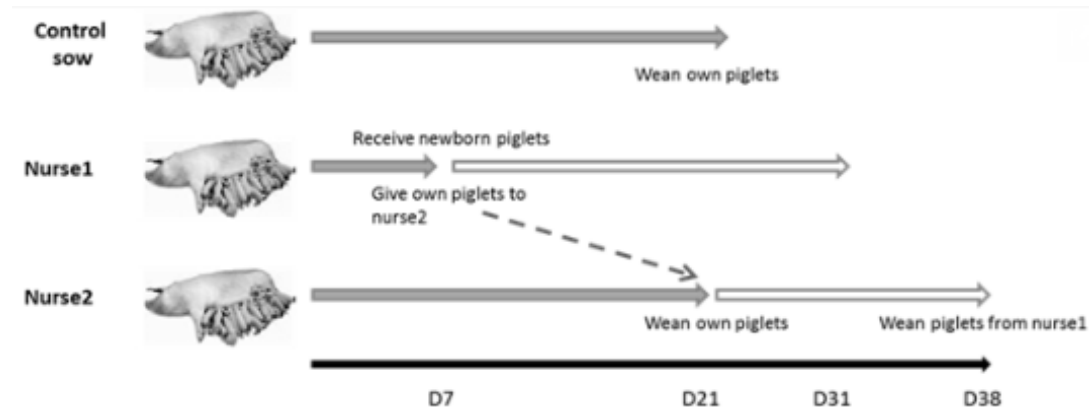 Control
sow
Wean own piglets
Receive newborn piglets
Nurse1
Give own piglets to
nurse2
Nurse2
Wean own piglets
Wean piglets from nurse1
D7
D21
D31
D38